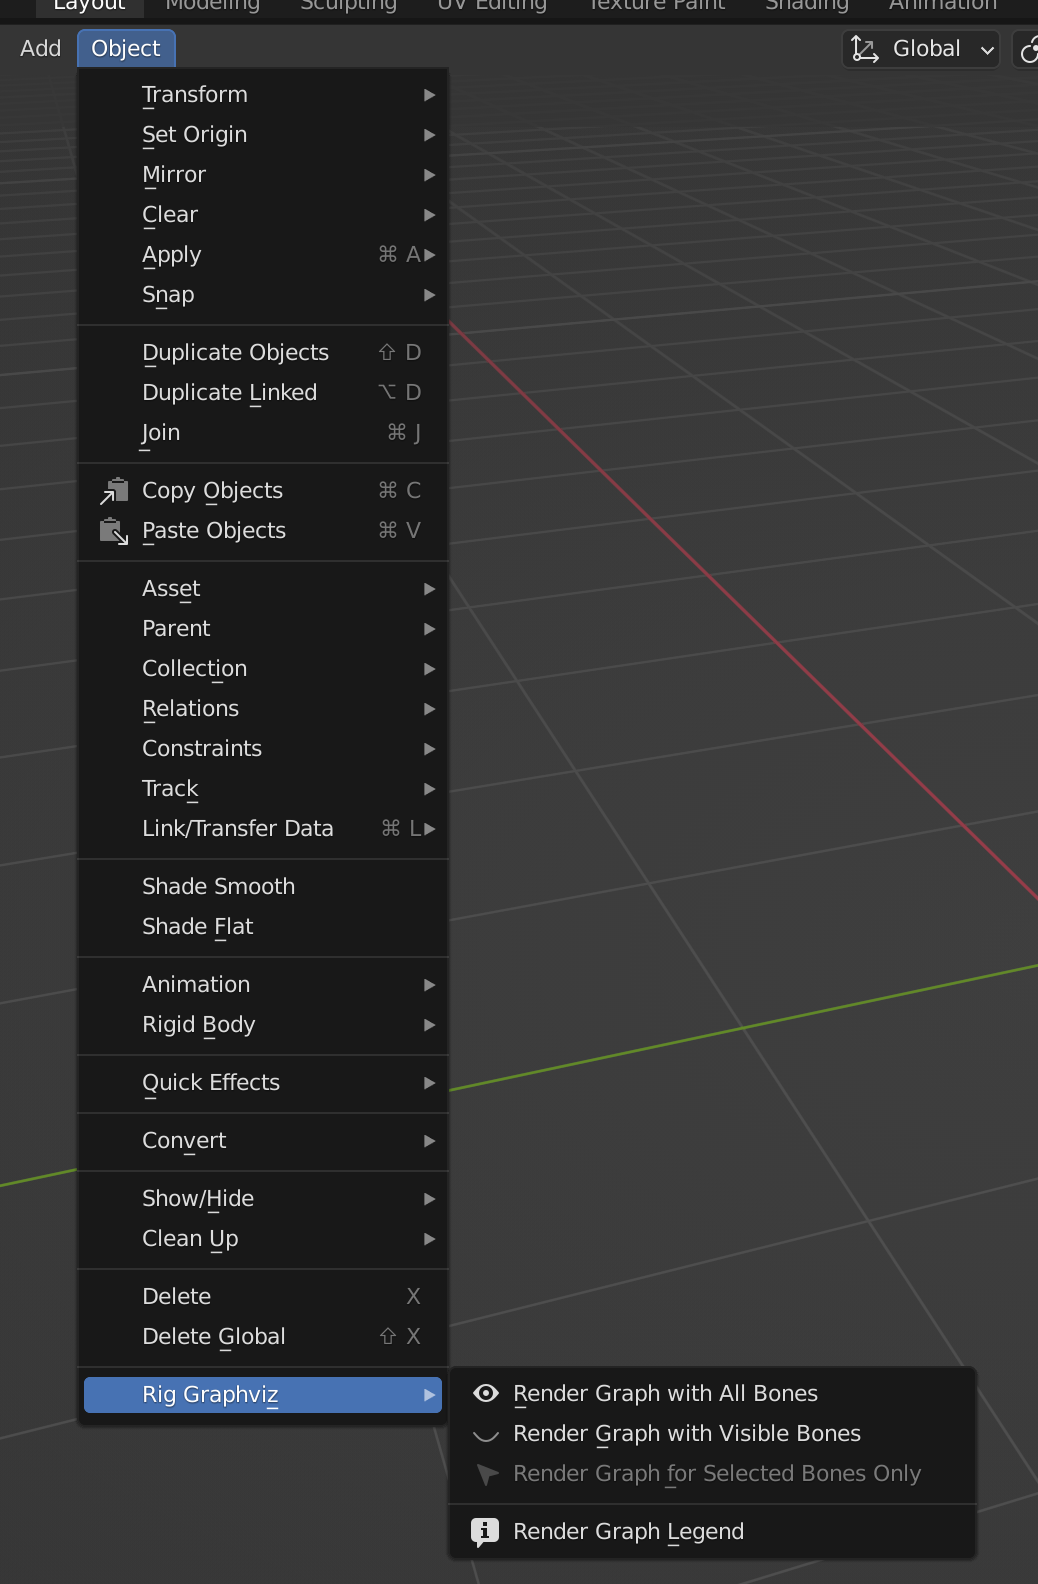 Layout Modeling Sculpting UV Editing Texture Paint Shading Animation
Add Object Global
Transform
Set Origin
Mirror
Clear
Apply ⌘ A
Snap
Duplicate Objects ⇧ D
Duplicate Linked ⌥ D
Join ⌘ J
Copy Objects ⌘ C
Paste Objects ⌘ V
Asset
Parent
Collection
Relations
Constraints
Track
Link/Transfer Data ⌘ L
Shade Smooth
Shade Flat
Animation
Rigid Body
Quick Effects
Convert
Show/Hide
Clean Up
Delete X
Delete Global ⇧ X
Rig Graphviz
Render Graph with All Bones
Render Graph with Visible Bones
Render Graph for Selected Bones Only
Render Graph Legend